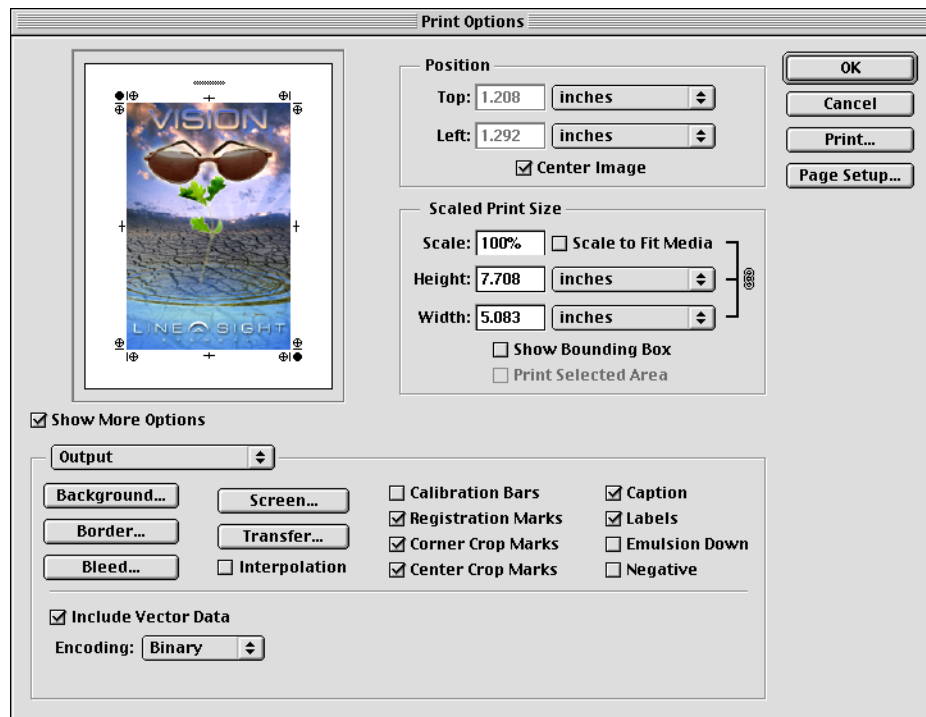 Print Options
VISION
LINE SIGHT
Position
Top: 1.208 inches
Left: 1.292 inches
Center Image
OK
Cancel
Print...
Page Setup...
Scaled Print Size
Scale: 100% Scale to Fit Media
Height: 7.708 inches
Width: 5.083 inches
Show Bounding Box
Print Selected Area
Show More Options
Output
Background...
Border...
Bleed...
Screen...
Transfer...
Interpolation
Calibration Bars
Registration Marks
Corner Crop Marks
Center Crop Marks
Caption
Labels
Emulsion Down
Negative
Include Vector Data
Encoding: Binary